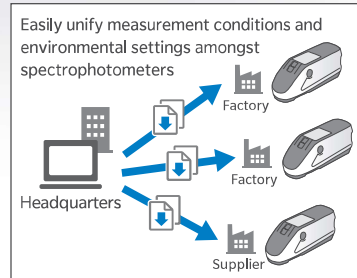 Easily unify measurement conditions and
environmental settings amongst
spectrophotometers
Factory
Factory
Headquarters
Supplier